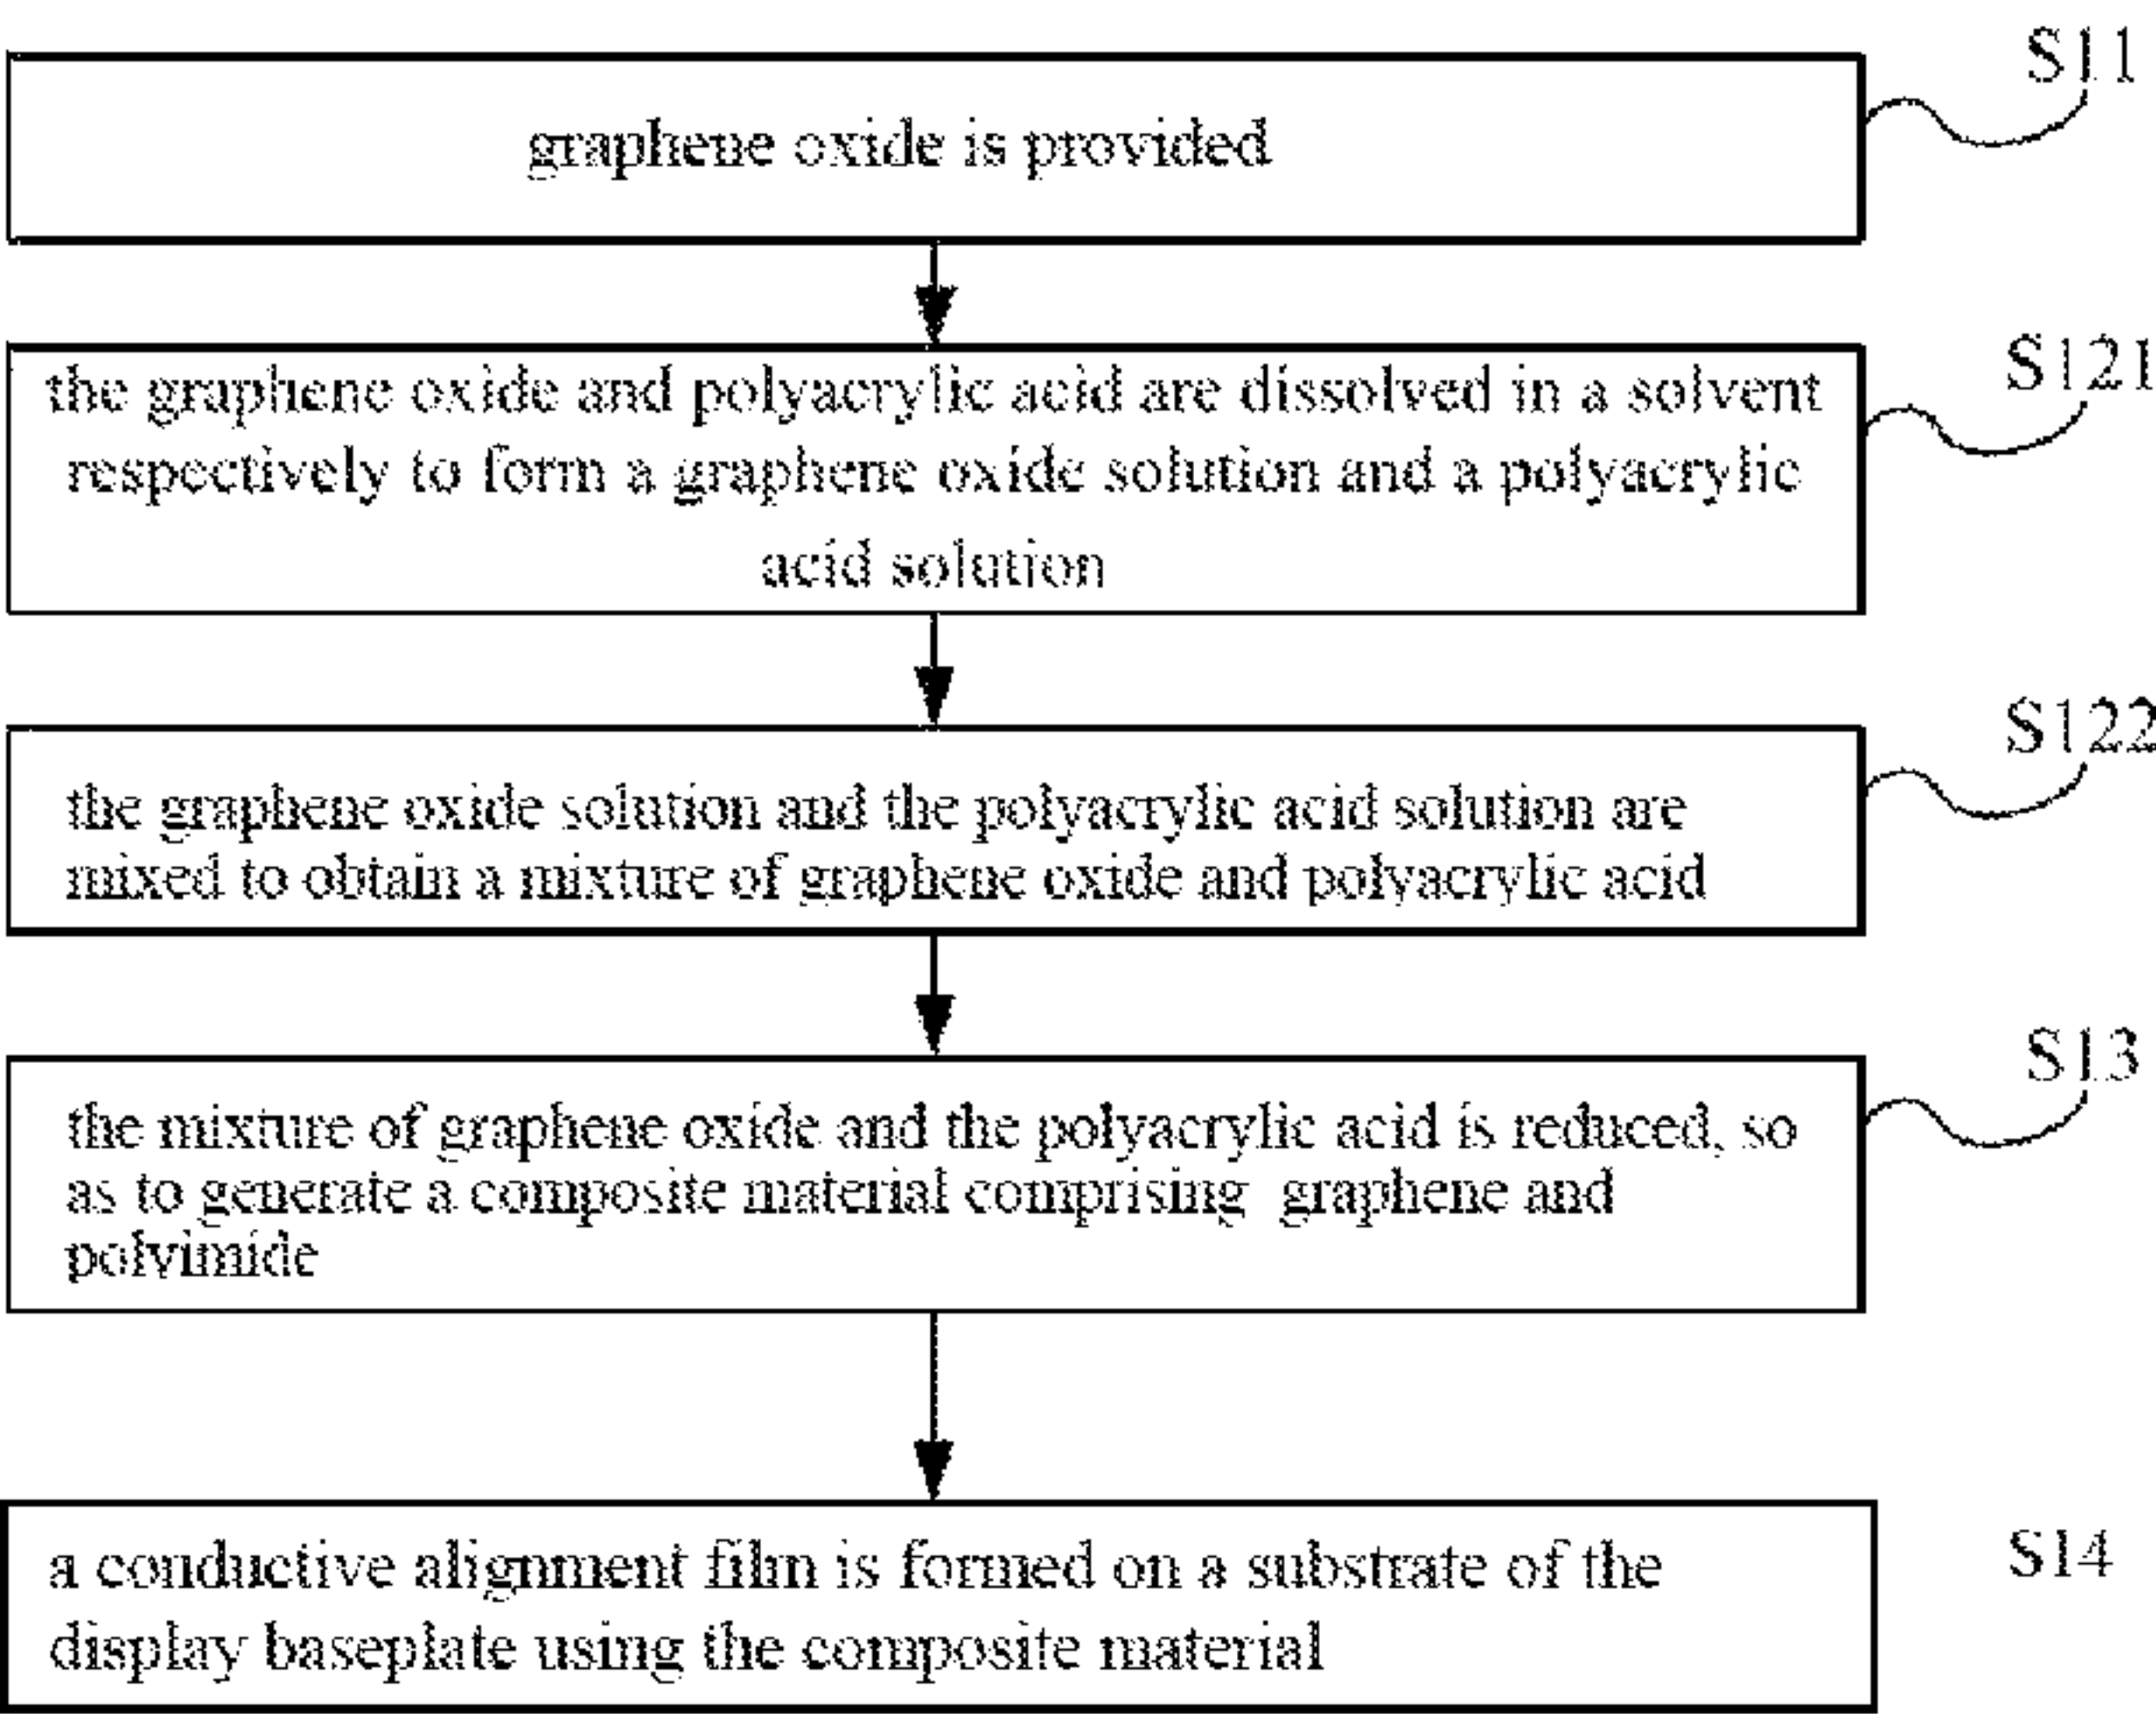 S11
graphene oxide is provided
S121
the graphene oxide and polyacrylic acid are dissolved in a solvent
respectively to form a graphene oxide solution and a polyacrylic
acid solution
S122
the graphene oxide solution and the polyacrylic acid solution are
mixed to obtain a mixture of graphene oxide and polyacrylic acid
S13
the mixture of graphene oxide and the polyacrylic acid is reduced, so
as to generate a composite material comprising graphene and
polyimide
S14
a conductive alignment film is formed on a substrate of the
display baseplate using the composite material